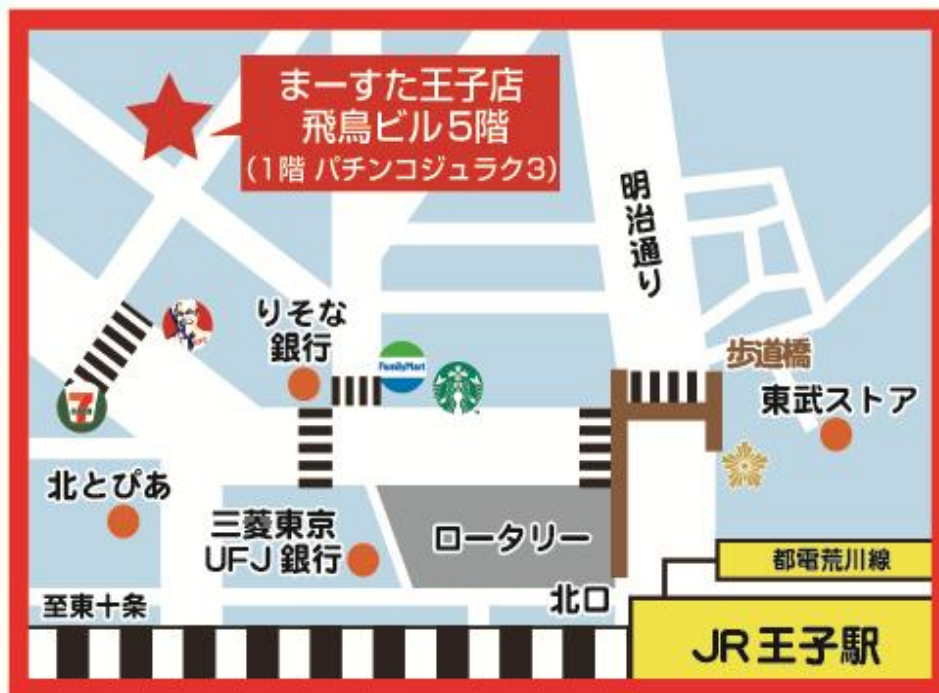 まーすた王子店
飛鳥ビル5階
(1階 パチンコジュラク3)
明治通り
りそな
銀行
FamilyMart
歩道橋
東武ストア
7
北とぴあ
三菱東京
UFJ 銀行
ロータリー
都電荒川線
北口
至東十条
JR王子駅